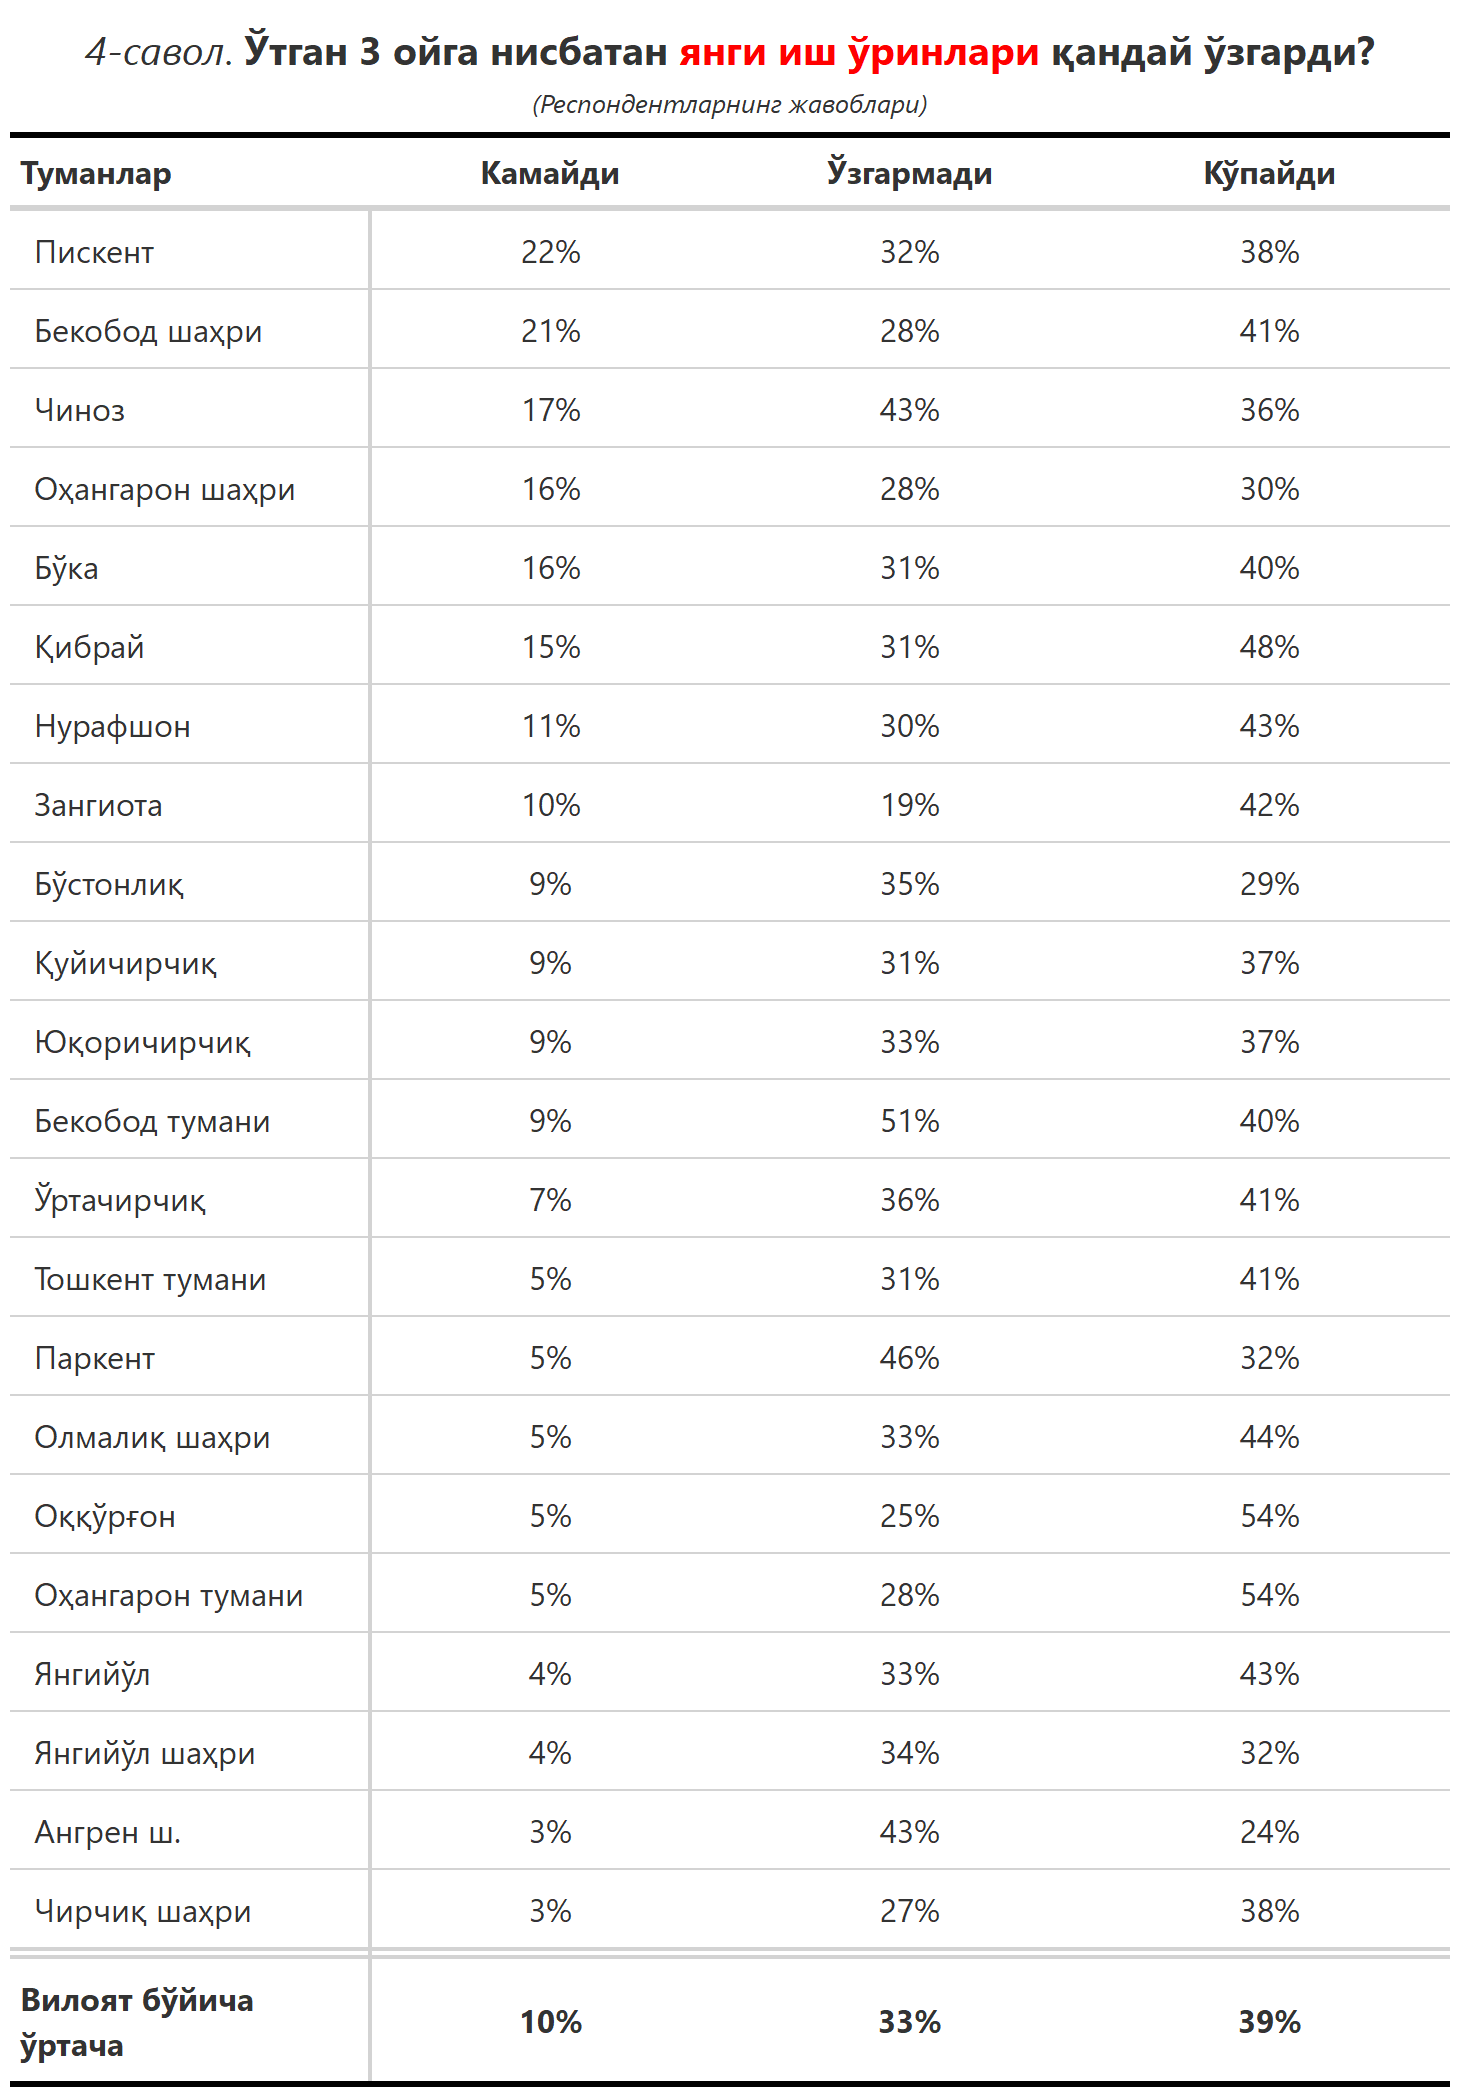 4-савол. Ўтган 3 ойга нисбатан янги иш ўринлари қандай ўзгарди?
(Респондентларнинг жавоблари)
Туманлар Камайди Ўзгармади Кўпайди
Пискент 22% 32% 38%
Бекобод шаҳри 21% 28% 41%
Чиноз 17% 43% 36%
Оҳангарон шаҳри 16% 28% 30%
Бўка 16% 31% 40%
Қибрай 15% 31% 48%
Нурафшон 11% 30% 43%
Зангиота 10% 19% 42%
Бўстонлиқ 9% 35% 29%
Қуйичирчиқ 9% 31% 37%
Юқоричирчиқ 9% 33% 37%
Бекобод тумани 9% 51% 40%
Ўртачирчиқ 7% 36% 41%
Тошкент тумани 5% 31% 41%
Паркент 5% 46% 32%
Олмалиқ шаҳри 5% 33% 44%
Оққўрғон 5% 25% 54%
Оҳангарон тумани 5% 28% 54%
Янгийўл 4% 33% 43%
Янгийўл шаҳри 4% 34% 32%
Ангрен ш. 3% 43% 24%
Чирчиқ шаҳри 3% 27% 38%
Вилоят бўйича
ўртача 10% 33% 39%